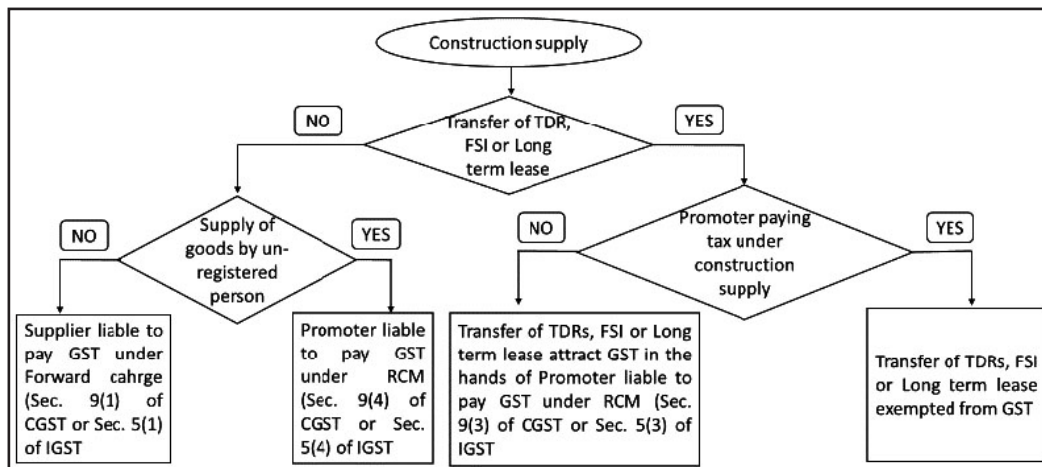 Construction supply
NO
Transfer of TDR,
FSI or Long
term lease
YES
NO
Supply of
goods by un-
registered
person
YES
NO
Promoter paying
tax under
construction
supply
YES
Supplier liable to
pay GST under
Forward cahrge
(Sec. 9(1) of
CGST or Sec. 5(1)
of IGST
Promoter liable
to pay GST
under RCM
(Sec. 9(4) of
CGST or Sec.
5(4) of IGST
Transfer of TDRs, FSI or Long
term lease attract GST in the
hands of Promoter liable to
pay GST under RCM (Sec.
9(3) of CGST or Sec. 5(3) of
IGST
Transfer of TDRs, FSI
or Long term lease
exempted from GST